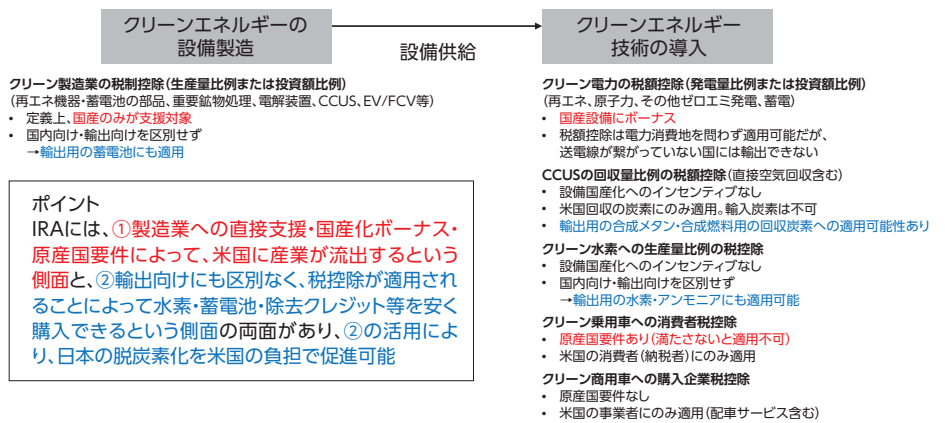 クリーンエネルギーの
設備製造
設備供給
クリーンエネルギー
技術の導入
クリーン製造業の税制控除(生産量比例または投資額比例)
(再エネ機器・蓄電池の部品、重要鉱物処理、電解装置、CCUS、EV/FCV等)
• 定義上、国産のみが支援対象
• 国内向け・輸出向けを区別せず
→輸出用の蓄電池にも適用
ポイント
IRAには、①製造業への直接支援・国産化ボーナス・
原産国要件によって、米国に産業が流出するという
側面と、②輸出向けにも区別なく、税控除が適用され
ることによって水素・蓄電池・除去クレジット等を安く
購入できるという側面の両面があり、②の活用によ
り、日本の脱炭素化を米国の負担で促進可能
クリーン電力の税額控除(発電量比例または投資額比例)
(再エネ、原子力、その他ゼロエミ発電、蓄電)
• 国産設備にボーナス
• 税額控除は電力消費地を問わず適用可能だが、
送電線が繋がっていない国には輸出できない
CCUSの回収量比例の税額控除(直接空気回収含む)
• 設備国産化へのインセンティブなし
• 米国回収の炭素にのみ適用。輸入炭素は不可
• 輸出用の合成メタン・合成燃料用の回収炭素への適用可能性あり
クリーン水素への生産量比例の税控除
• 設備国産化へのインセンティブなし
• 国内向け・輸出向けを区別せず
→輸出用の水素・アンモニアにも適用可能
クリーン乗用車への消費者税控除
• 原産国要件あり(満たさないと適用不可)
• 米国の消費者(納税者)にのみ適用
クリーン商用車への購入企業税控除
• 原産国要件なし
• 米国の事業者にのみ適用(配車サービス含む)